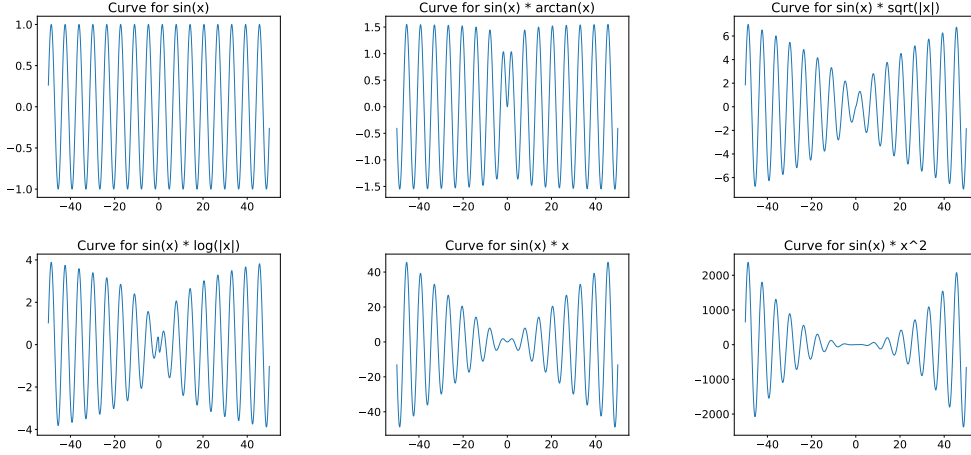 Curve for sin(x)
1.0
0.5
0.0
−0.5
−1.0
−40 −20 0 20 40
Curve for sin(x) * arctan(x)
1.5
1.0
0.5
0.0
−0.5
−1.0
−1.5
−40 −20 0 20 40
Curve for sin(x) * sqrt(|x|)
6
4
2
0
−2
−4
−6
−40 −20 0 20 40
Curve for sin(x) * log(|x|)
4
2
0
−2
−4
−40 −20 0 20 40
Curve for sin(x) * x
40
20
0
−20
−40
−40 −20 0 20 40
Curve for sin(x) * x^2
2000
1000
0
−1000
−2000
−40 −20 0 20 40